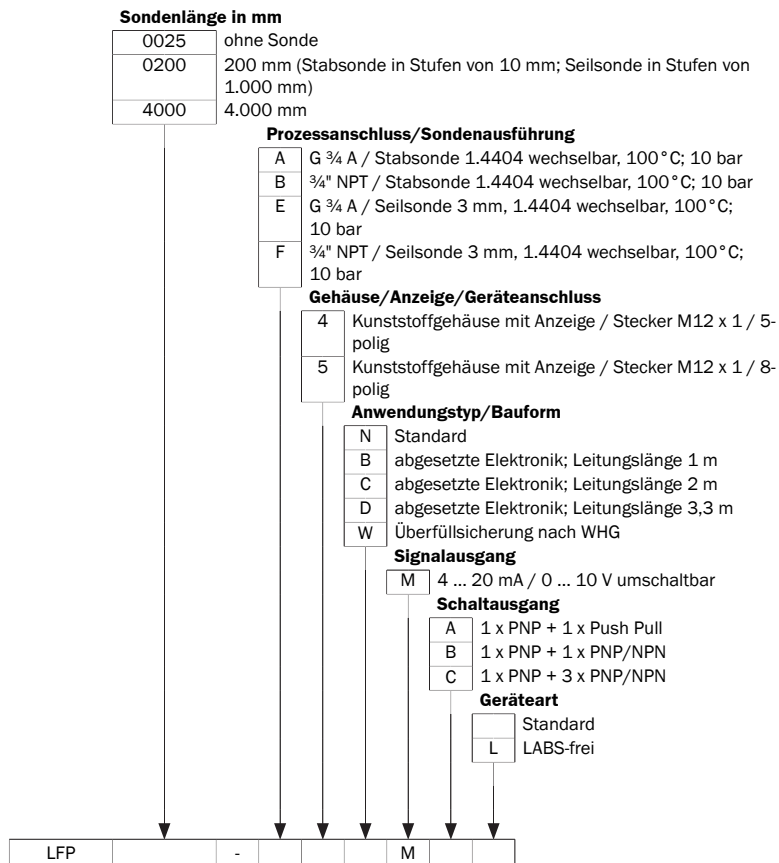 Sondenlänge in mm
0025 ohne Sonde
0200 200 mm (Stabsonde in Stufen von 10 mm; Seilsonde in Stufen von
1.000 mm)
4000 4.000 mm
Prozessanschluss/Sondenausführung
A G ¾ A / Stabsonde 1.4404 wechselbar, 100°C; 10 bar
B ¾" NPT / Stabsonde 1.4404 wechselbar, 100°C; 10 bar
E G ¾ A / Seilsonde 3 mm, 1.4404 wechselbar, 100°C;
10 bar
F ¾" NPT / Seilsonde 3 mm, 1.4404 wechselbar, 100°C;
10 bar
Gehäuse/Anzeige/Geräteanschluss
4 Kunststoffgehäuse mit Anzeige / Stecker M12 x 1 / 5-
polig
5 Kunststoffgehäuse mit Anzeige / Stecker M12 x 1 / 8-
polig
Anwendungstyp/Bauform
N Standard
B abgesetzte Elektronik; Leitungslänge 1 m
C abgesetzte Elektronik; Leitungslänge 2 m
D abgesetzte Elektronik; Leitungslänge 3,3 m
W Überfüllsicherung nach WHG
Signalausgang
M 4 ... 20 mA / 0 ... 10 V umschaltbar
Schaltausgang
A 1 x PNP + 1 x Push Pull
B 1 x PNP + 1 x PNP/NPN
C 1 x PNP + 3 x PNP/NPN
Geräteart
Standard
L LABS-frei
LFP - M